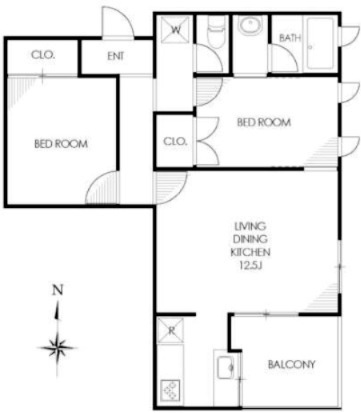 W
BATH
CLO.
ENT
BED ROOM
BED ROOM
CLO.
LIVING
DINING
KITCHEN
12.5J
N
R
BALCONY